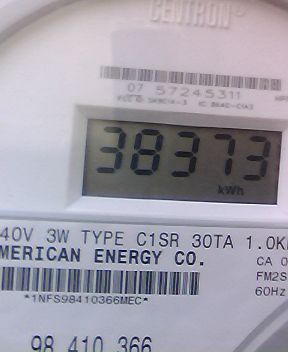 CENTRON®
07 57245311
38373
kWh
40V 3W TYPE C1SR 30TA 1.0K
MERICAN ENERGY CO.
CA 0
FM2S
60Hz
*1NFS98410366MEC*
98 410 366